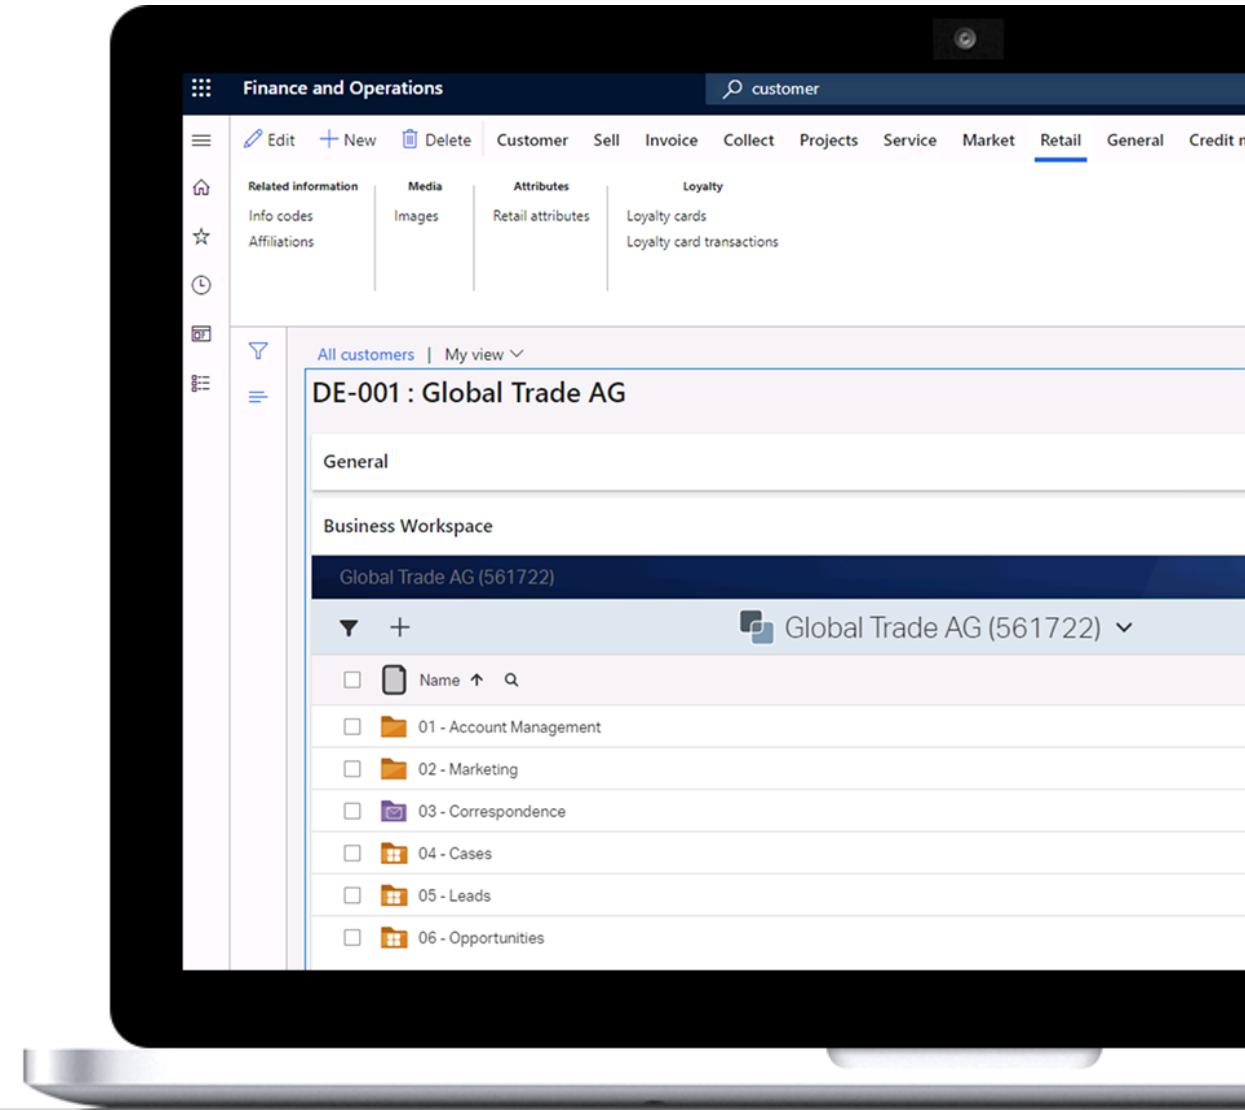 Finance and Operations
customer
Edit New Delete Customer Sell Invoice Collect Projects Service Market Retail General Credit
Related information Media Attributes Loyalty
Info codes Images Retail attributes Loyalty cards
Affiliations Loyalty card transactions
All customers | My view
DE-001 : Global Trade AG
General
Business Workspace
Global Trade AG (561722)
Global Trade AG (561722)
Name
01 - Account Management
02 - Marketing
03 - Correspondence
04 - Cases
05 - Leads
06 - Opportunities